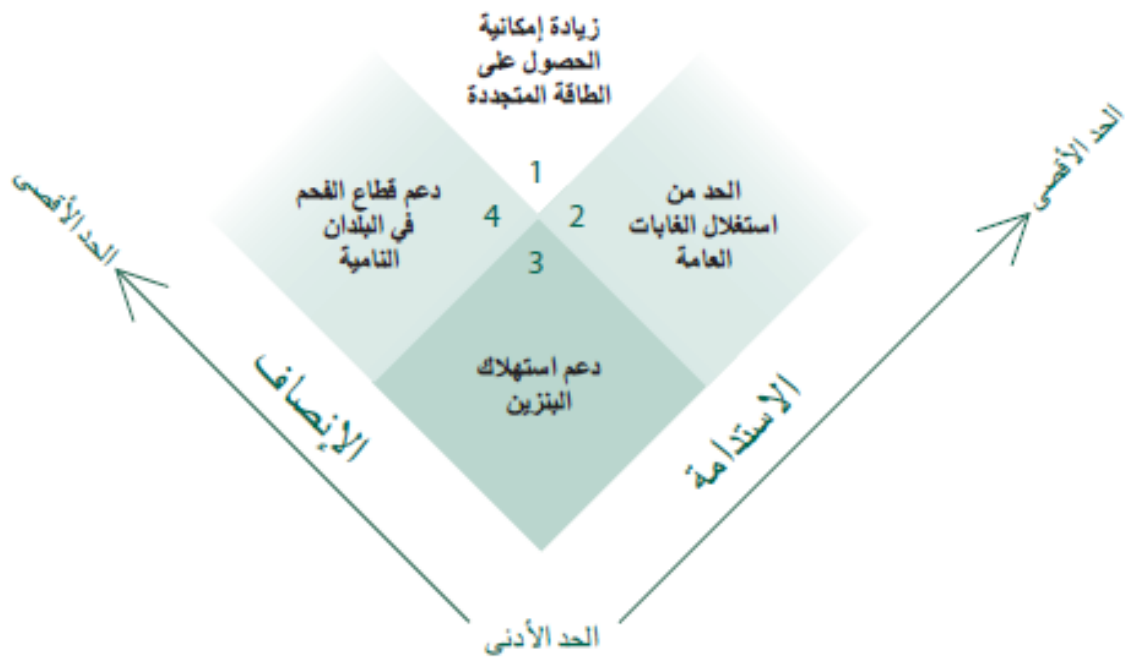 زيادة إمكانية
الحصول على
الطاقة المتجددة
1
الحد من
استغلال الغابات
العامة
2
دعم استهلاك
البنزين
3
دعم قطاع الفحم
في البلدان
النامية
4
الحد الأقصى
الاستدامة
الحد الأقصى
الإنصاف
الحد الأدنى